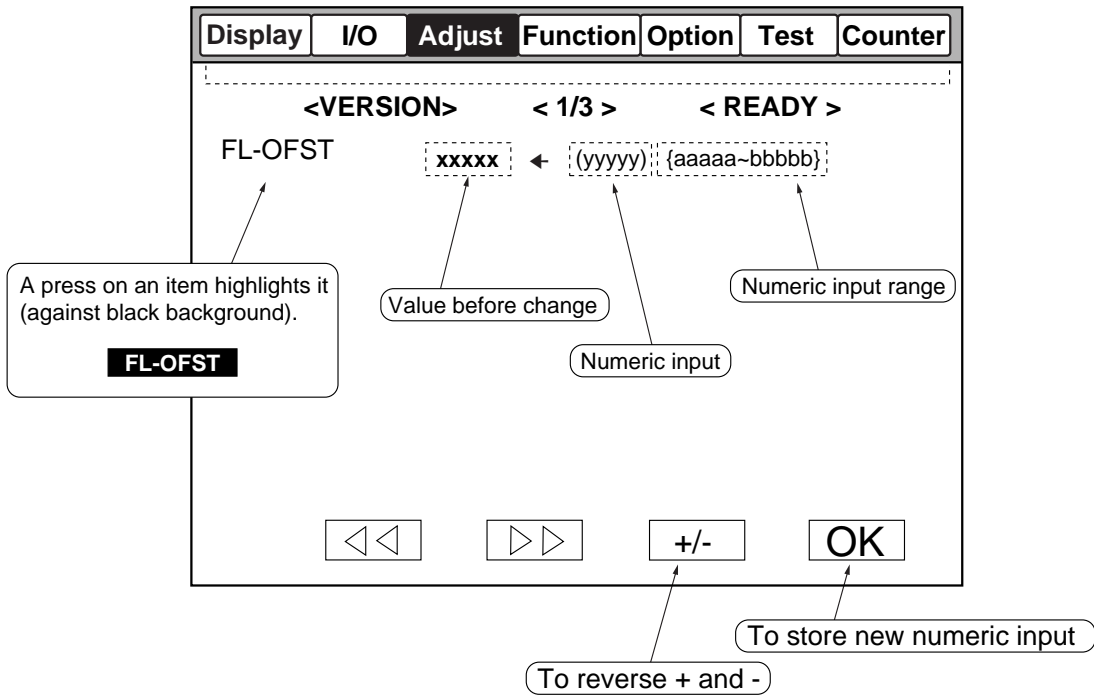 Display I/O Adjust Function Option Test Counter
<VERSION> < 1/3 > < READY >
FL-OFST xxxxx ← (yyyyy) {aaaaa~bbbbb}
A press on an item highlights it
(against black background).
FL-OFST
Value before change
Numeric input range
Numeric input
+/- OK
To store new numeric input
To reverse + and -